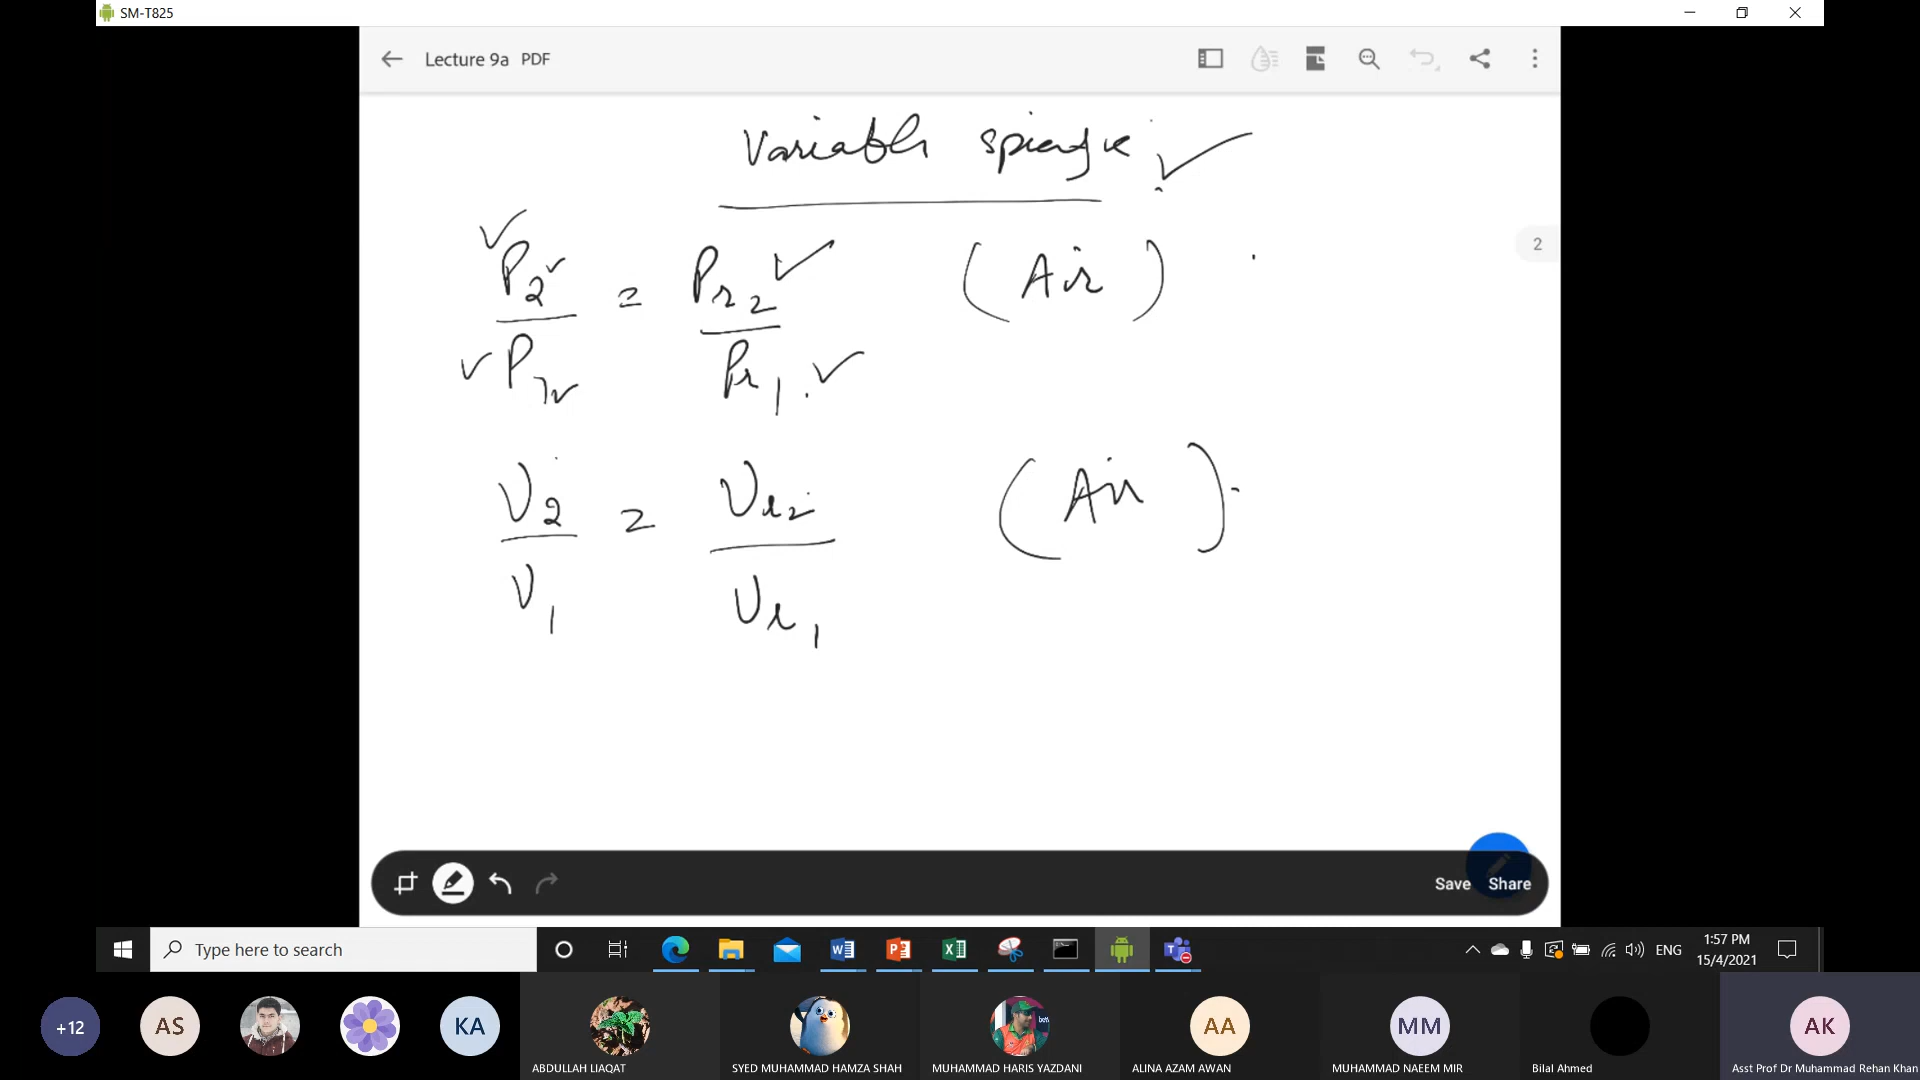 SM-T825
Lecture 9a PDF
Variable
P2 / P1 = Pr2 / Pr1 (Air)
2
V2 / V1 = Vr2 / Vr1 (Air)
Save Share
Type here to search
ENG
1:57 PM
15/4/2021
+12
AS
KA
AA
MM
AK
ABDULLAH LIAQAT
SYED MUHAMMAD HAMZA SHAH
MUHAMMAD HARIS YAZDANI
ALINA AZAM AWAN
MUHAMMAD NAEEM MIR
Bilal Ahmed
Asst Prof Dr Muhammad Rehan Khan